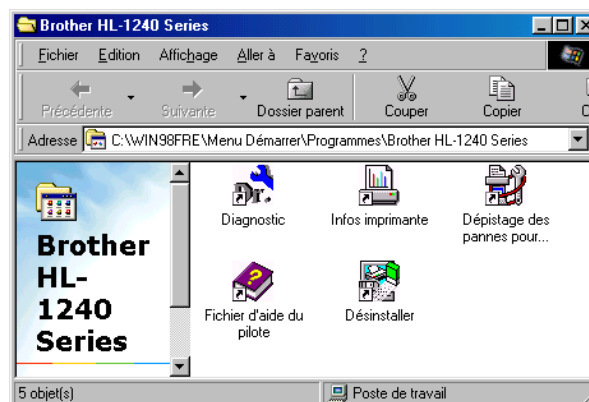 Brother HL-1240 Series
Fichier Edition Affichage Aller à Favoris ?
Précédente Suivante Dossier parent Couper Copier
Adresse C:\WIN98FRE\Menu Démarrer\Programmes\Brother HL-1240 Series
Brother
HL-
1240
Series
Dr.
Diagnostic
Infos imprimante
Dépistage des
pannes pour...
Fichier d'aide du
pilote
Désinstaller
5 objet(s) Poste de travail